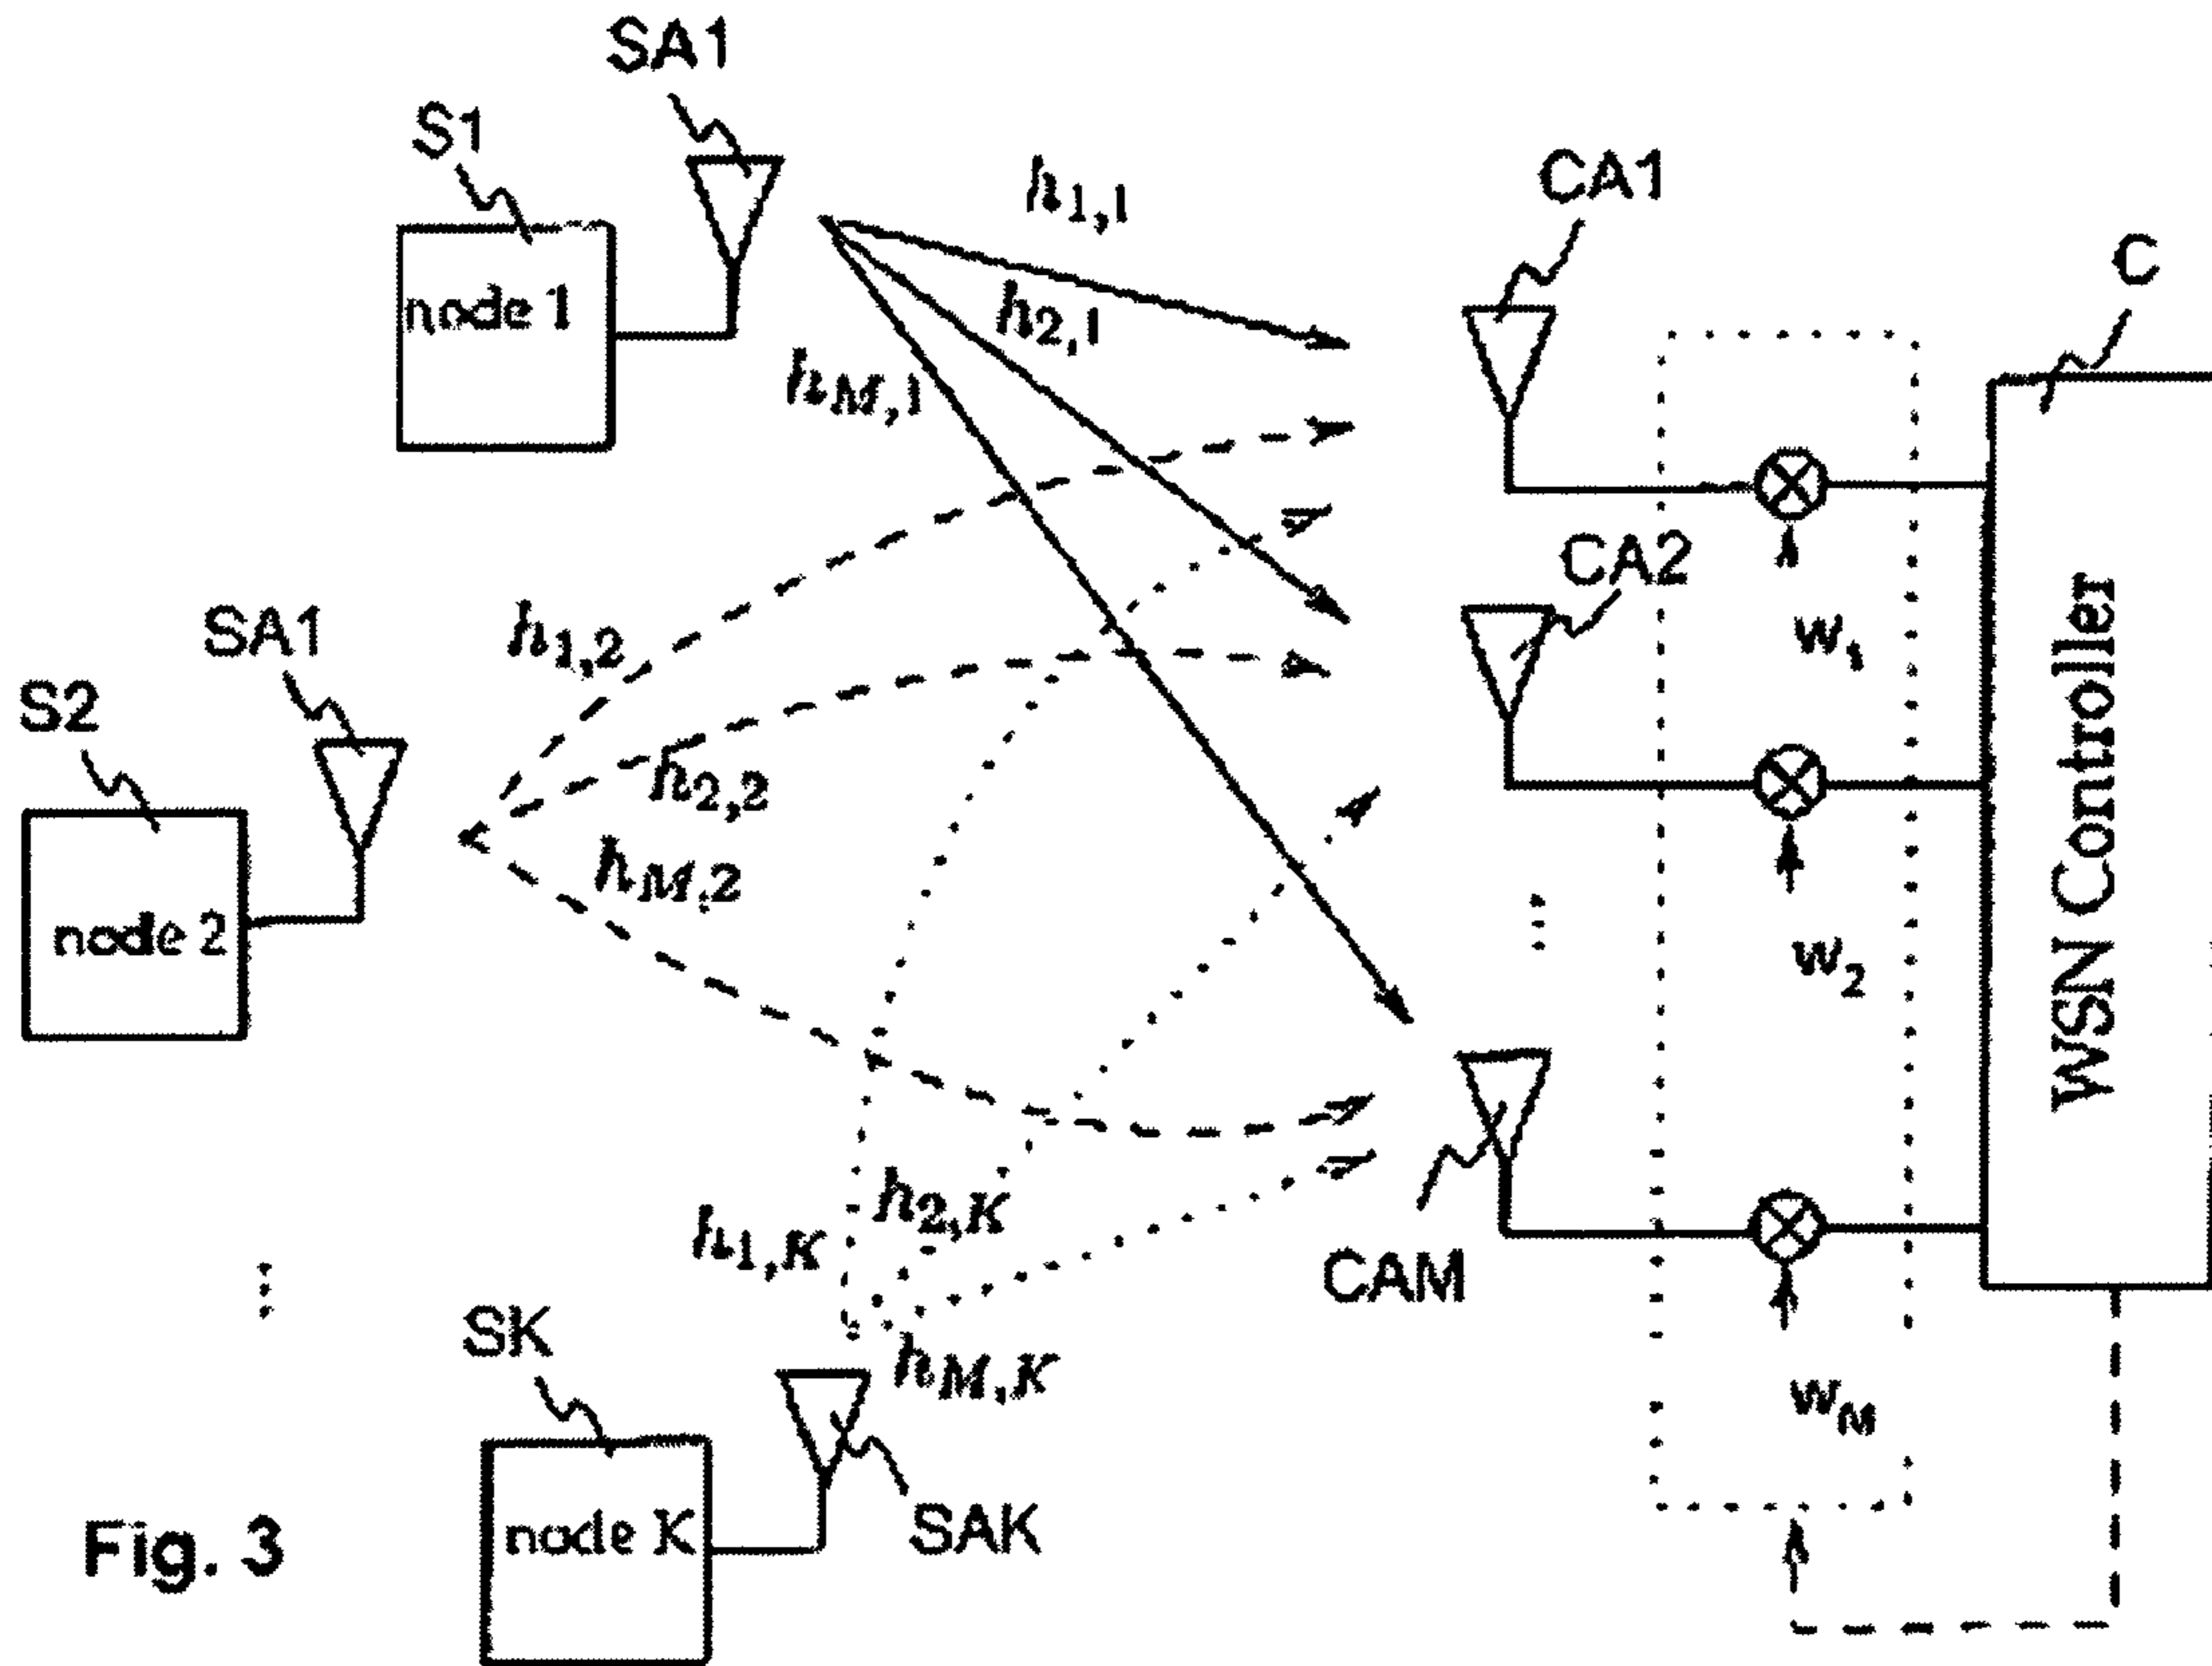 SA1
S1
h1,1
CA1
C
node 1
h2,1
hM,1
CA2
h1,2
w1
SA1
S2
h2,2
hM,2
node 2
w2
WSN Controller
h1,K
h2,K
CAM
SK
hM,K
wM
node K
SAK
Fig. 3